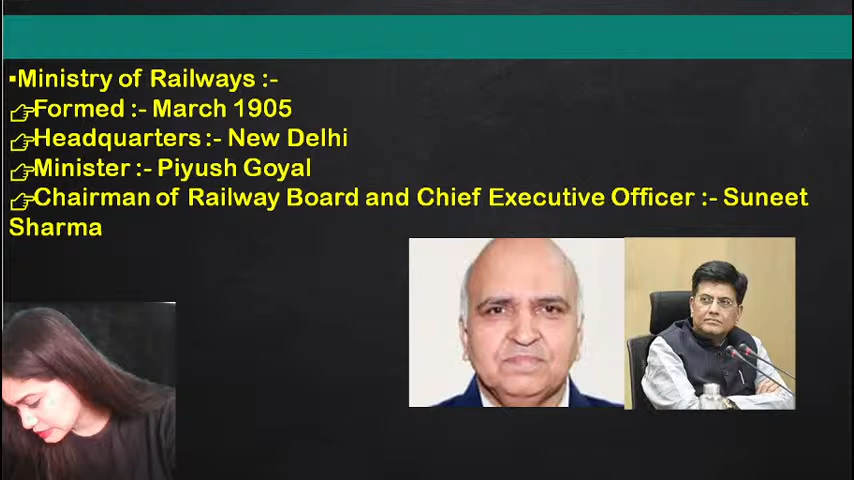 ▪Ministry of Railways :-
👉Formed :- March 1905
👉Headquarters :- New Delhi
👉Minister :- Piyush Goyal
👉Chairman of Railway Board and Chief Executive Officer :- Suneet
Sharma